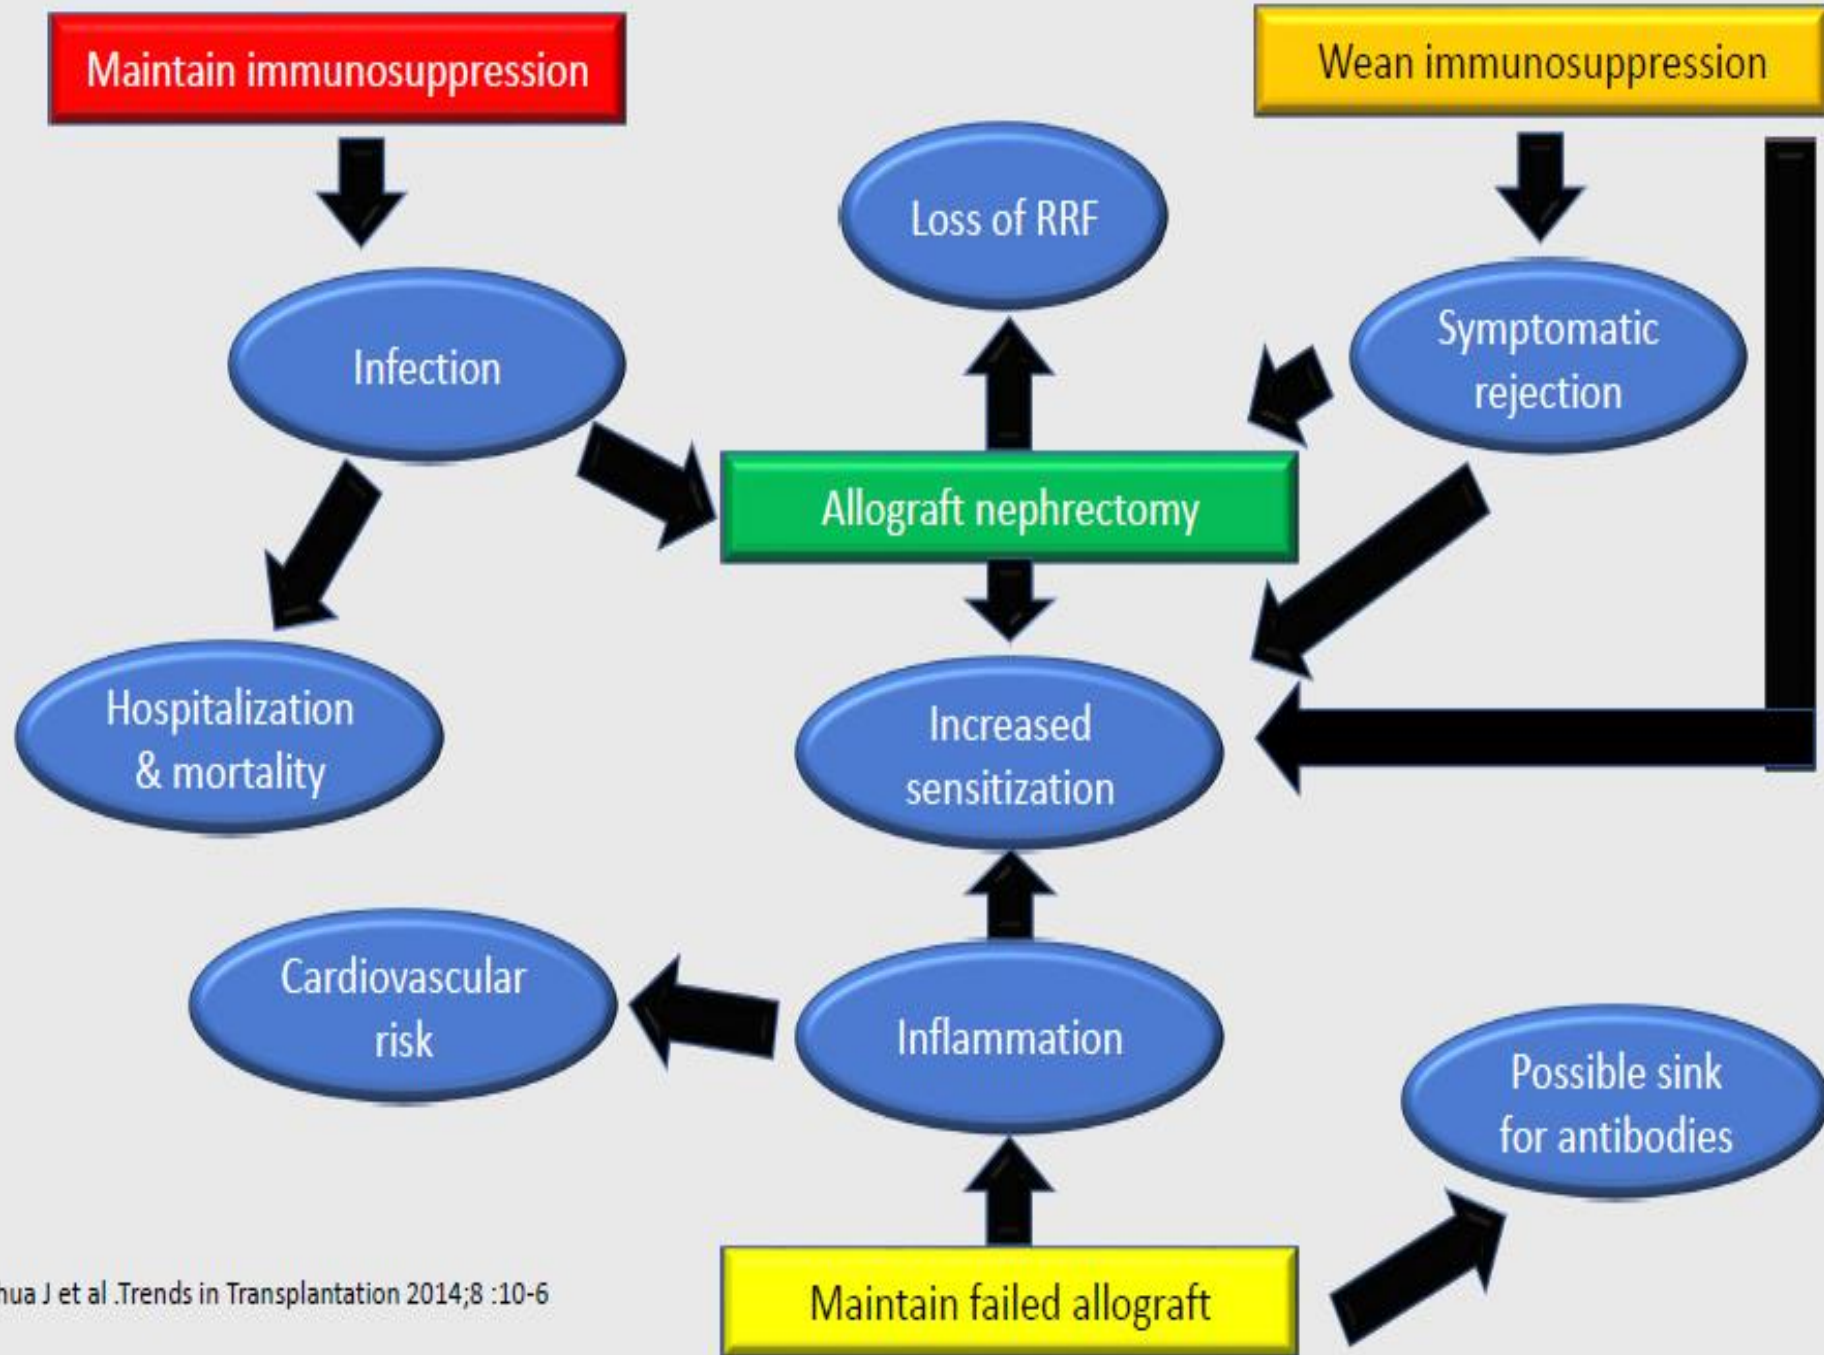 Maintain immunosuppression
Wean immunosuppression
Loss of RRF
Infection
Symptomatic
rejection
Allograft nephrectomy
Hospitalization
& mortality
Increased
sensitization
Cardiovascular
risk
Inflammation
Possible sink
for antibodies
Maintain failed allograft
J et al .Trends in Transplantation 2014;8 :10-6